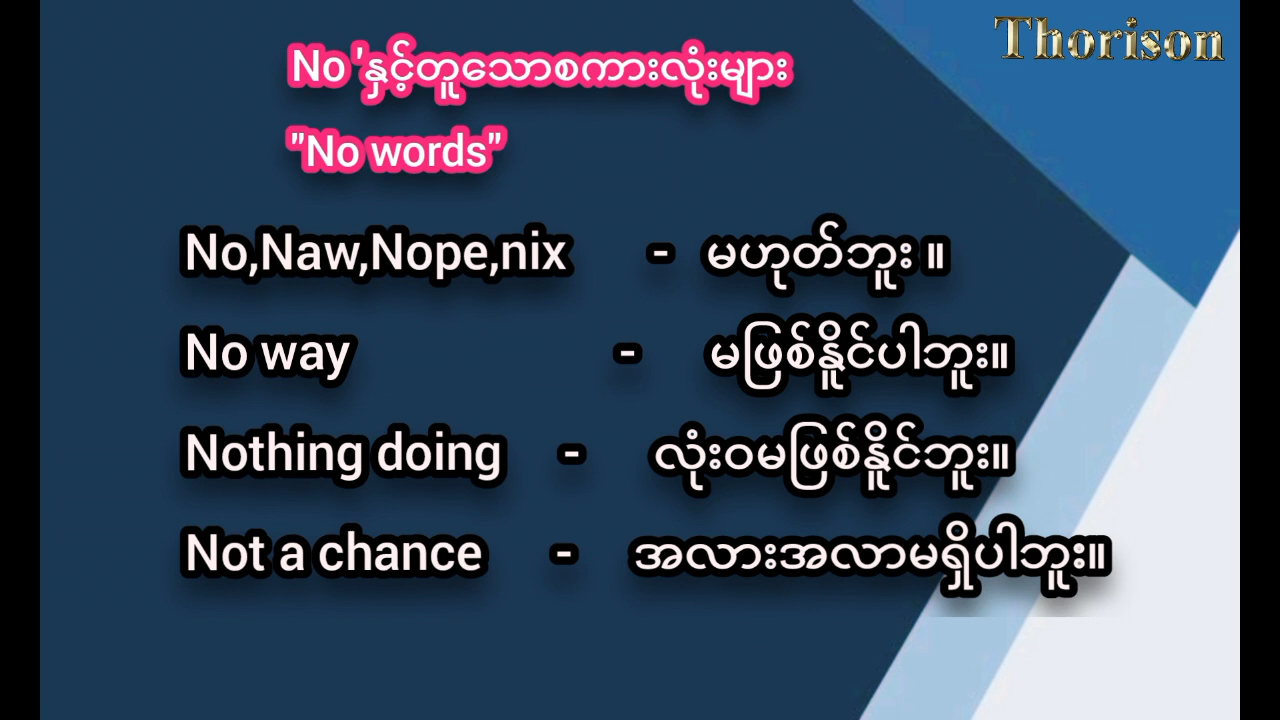 Thorison
No 'နှင့်တူသောစကားလုံးများ
"No words"
No,Naw,Nope,nix - မဟုတ်ဘူး ။
No way - မဖြစ်နိူင်ပါဘူး။
Nothing doing - လုံးဝမဖြစ်နိူင်ဘူး။
Not a chance - အလားအလာမရှိပါဘူး။